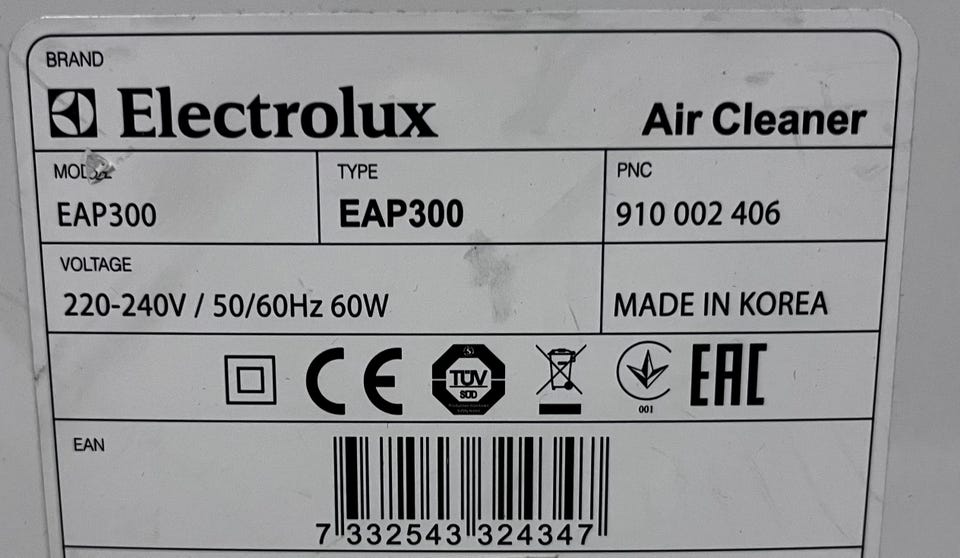 BRAND
Electrolux Air Cleaner
MODEL TYPE PNC
EAP300 EAP300 910 002 406
VOLTAGE
220-240V / 50/60Hz 60W MADE IN KOREA
CE TÜV SÜD EAC
001
EAN
7 332543 324347